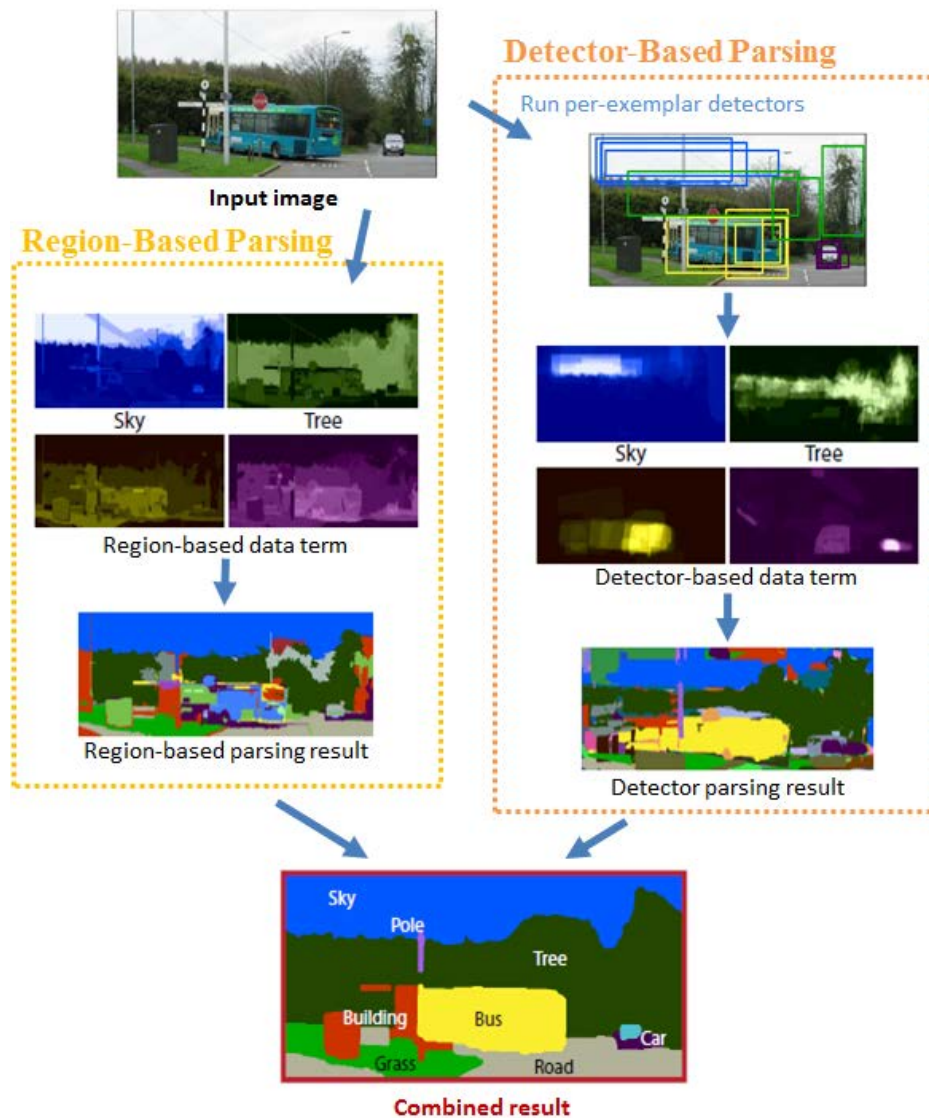 Input image
Detector-Based Parsing
Run per-exemplar detectors
Region-Based Parsing
Sky
Tree
Region-based data term
Region-based parsing result
Sky
Tree
Detector-based data term
Detector parsing result
Sky
Pole
Tree
Building
Bus
Car
Grass
Road
Combined result